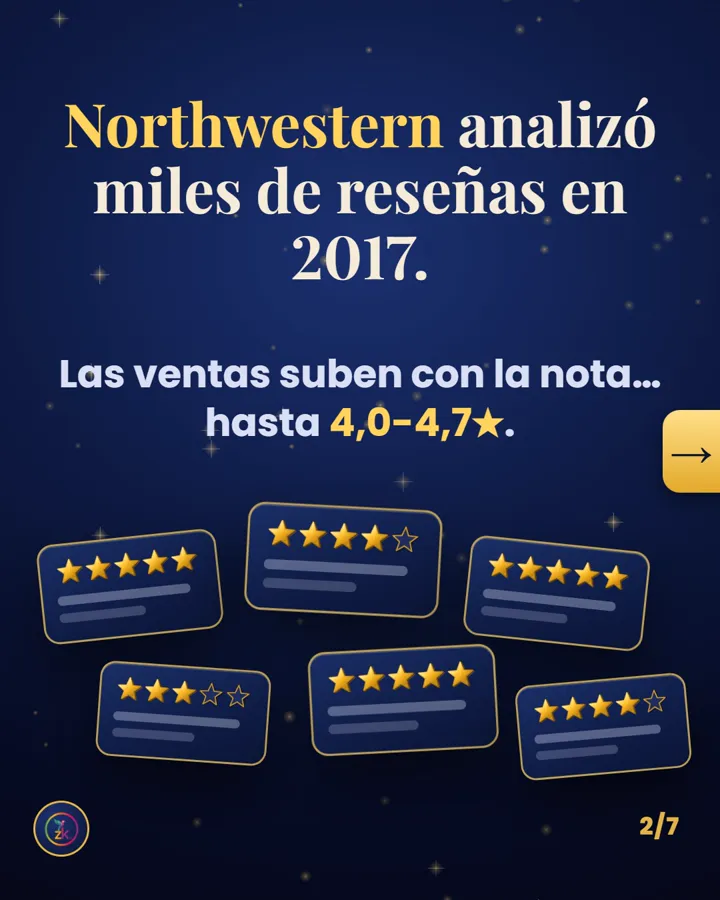 Northwestern analizó
miles de reseñas en
2017.
Las ventas suben con la nota...
hasta 4,0-4,7★.
→
zk
2/7